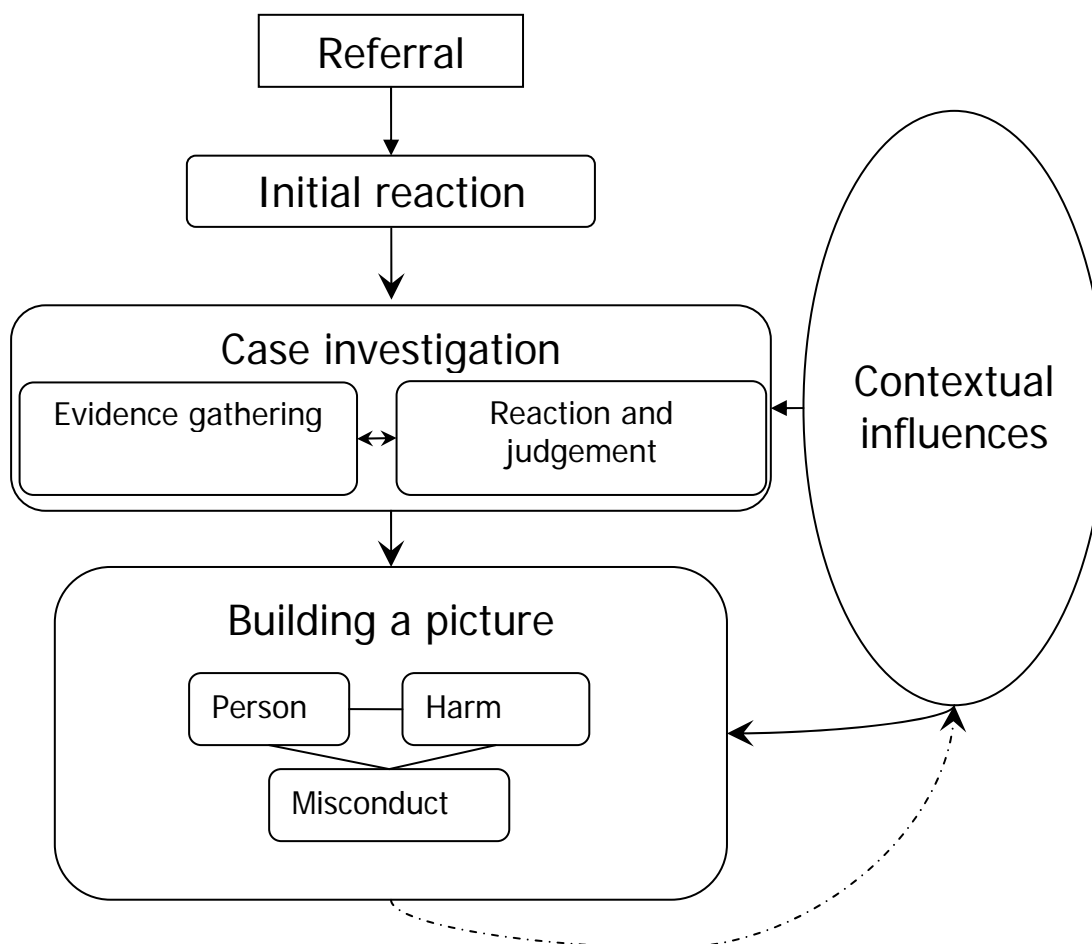 Referral
Initial reaction
Case investigation
Evidence gathering
Reaction and
judgement
Contextual
influences
Building a picture
Person
Harm
Misconduct